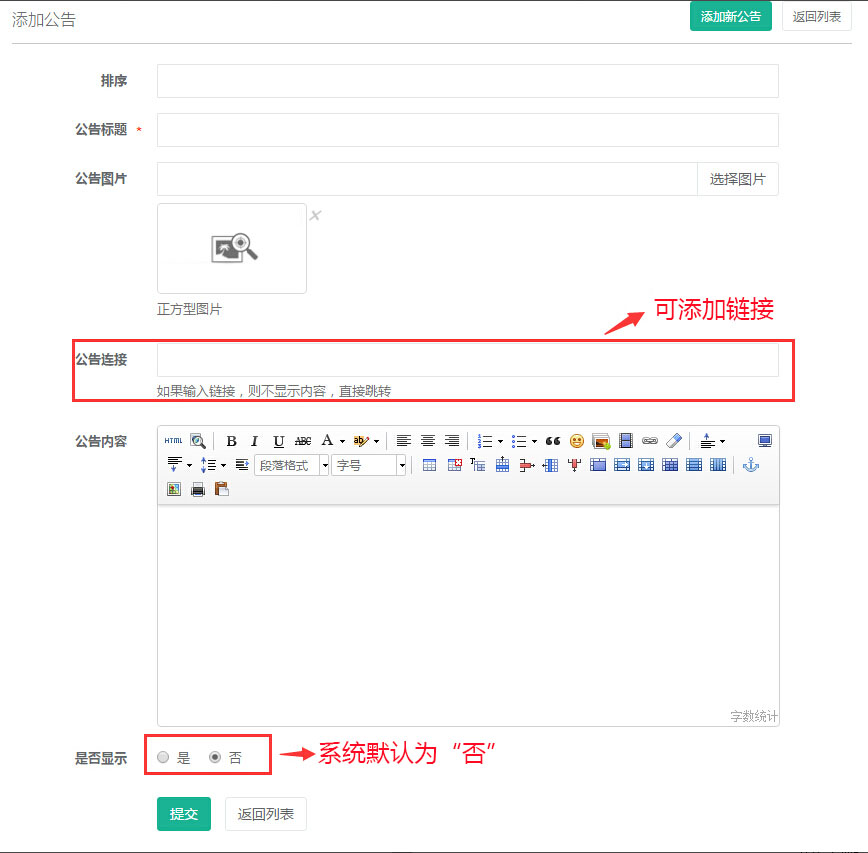 添加公告
添加新公告
返回列表
排序
公告标题 *
公告图片
选择图片
正方型图片
可添加链接
公告连接
如果输入链接，则不显示内容，直接跳转
公告内容
HTML B I U ABC A ab
段落格式 字号
字数统计
是否显示 是 否
系统默认为“否”
提交 返回列表